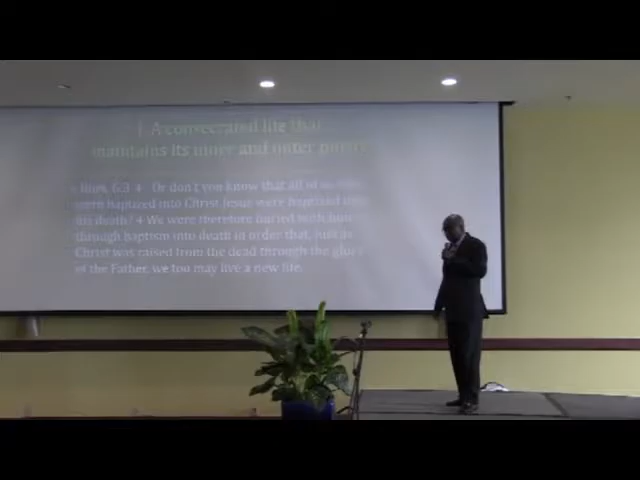 1. A consecrated life that
maintains its inner and outer purity
Rom. 6:3-4 Or don't you know that all of us who
were baptized into Christ Jesus were baptized into
his death? 4 We were therefore buried with him
through baptism into death in order that, just as
Christ was raised from the dead through the glory
of the Father, we too may live a new life.